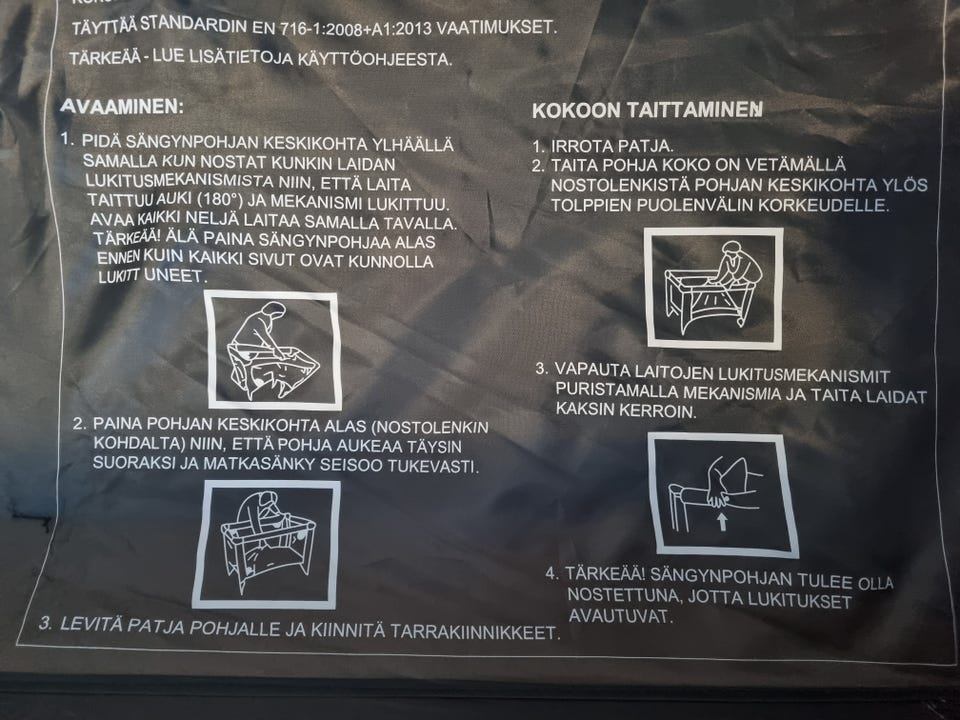 TÄYTTÄÄ STANDARDIN EN 716-1:2008+A1:2013 VAATIMUKSET.
TÄRKEÄÄ - LUE LISÄTIETOJA KÄYTTÖOHJEESTA.
AVAAMINEN:
1. PIDÄ SÄNGYNPOHJAN KESKIKOHTA YLHÄÄLLÄ
SAMALLA KUN NOSTAT KUNKIN LAIDAN
LUKITUSMEKANISMISTA NIIN, ETTÄ LAITA
TAITTUU AUKI (180°) JA MEKANISMI LUKITTUU.
AVAA KAIKKI NELJÄ LAITAA SAMALLA TAVALLA.
TÄRKEÄÄ! ÄLÄ PAINA SÄNGYNPOHJAA ALAS
ENNEN KUIN KAIKKI SIVUT OVAT KUNNOLLA
LUKITT UNEET.
2. PAINA POHJAN KESKIKOHTA ALAS (NOSTOLENKIN
KOHDALTA) NIIN, ETTÄ POHJA AUKEAA TÄYSIN
SUORAKSI JA MATKASÄNKY SEISOO TUKEVASTI.
3. LEVITÄ PATJA POHJALLE JA KIINNITÄ TARRAKIINNIKKEET.
KOKOON TAITTAMINEN
1. IRROTA PATJA.
2. TAITA POHJA KOKO ON VETÄMÄLLÄ
NOSTOLENKISTÄ POHJAN KESKIKOHTA YLÖS
TOLPPIEN PUOLENVÄLIN KORKEUDELLE.
3. VAPAUTA LAITOJEN LUKITUSMEKANISMIT
PURISTAMALLA MEKANISMIA JA TAITA LAIDAT
KAKSIN KERROIN.
4. TÄRKEÄÄ! SÄNGYNPOHJAN TULEE OLLA
NOSTETTUNA, JOTTA LUKITUKSET
AVAUTUVAT.